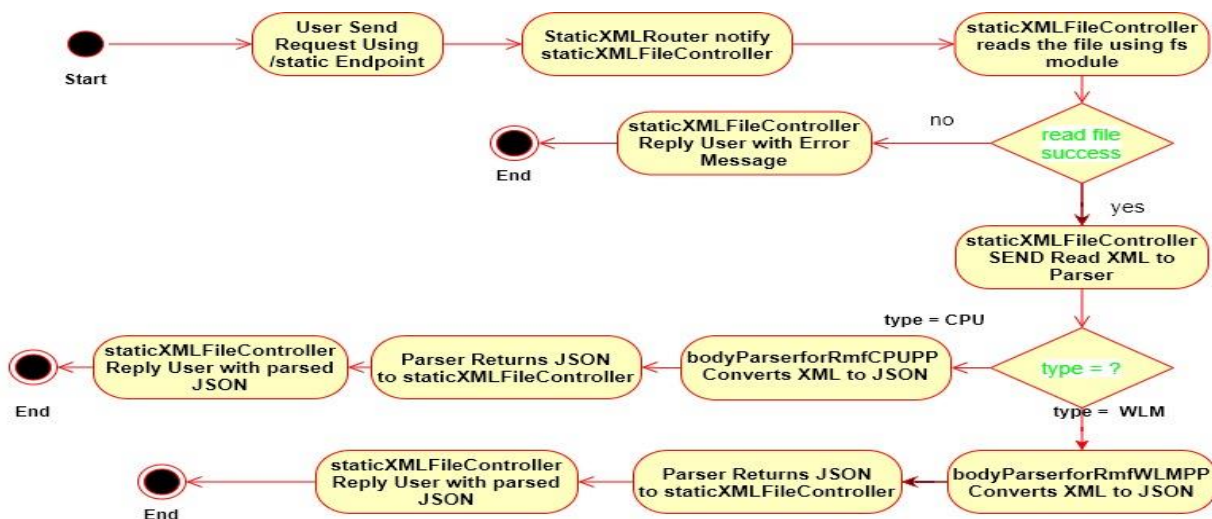 Start
User Send
Request Using
/static Endpoint
StaticXMLRouter notify
staticXMLFileController
staticXMLFileController
reads the file using fs
module
read file
success
no
staticXMLFileController
Reply User with Error
Message
End
yes
staticXMLFileController
SEND Read XML to
Parser
type = ?
type = CPU
bodyParserforRmfCPUPP
Converts XML to JSON
Parser Returns JSON
to staticXMLFileController
staticXMLFileController
Reply User with parsed
JSON
End
type = WLM
bodyParserforRmfWLMPP
Converts XML to JSON
Parser Returns JSON
to staticXMLFileController
staticXMLFileController
Reply User with parsed
JSON
End